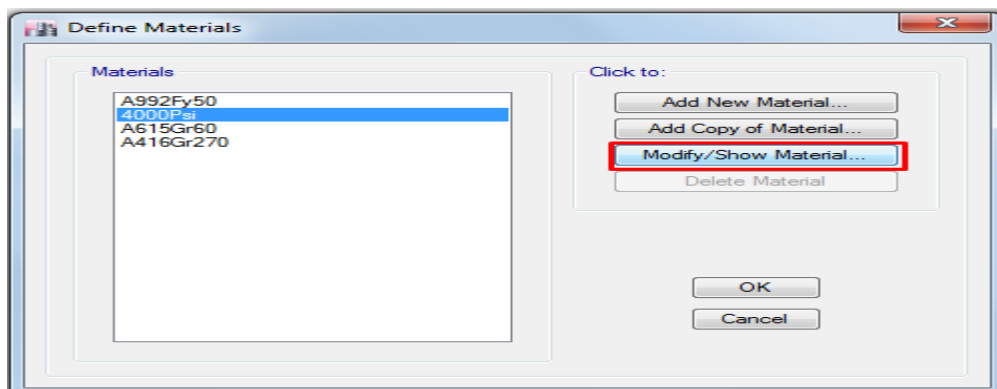 Define Materials
Materials
A992Fy50
4000Psi
A615Gr60
A416Gr270
Click to:
Add New Material...
Add Copy of Material...
Modify/Show Material...
Delete Material
OK
Cancel